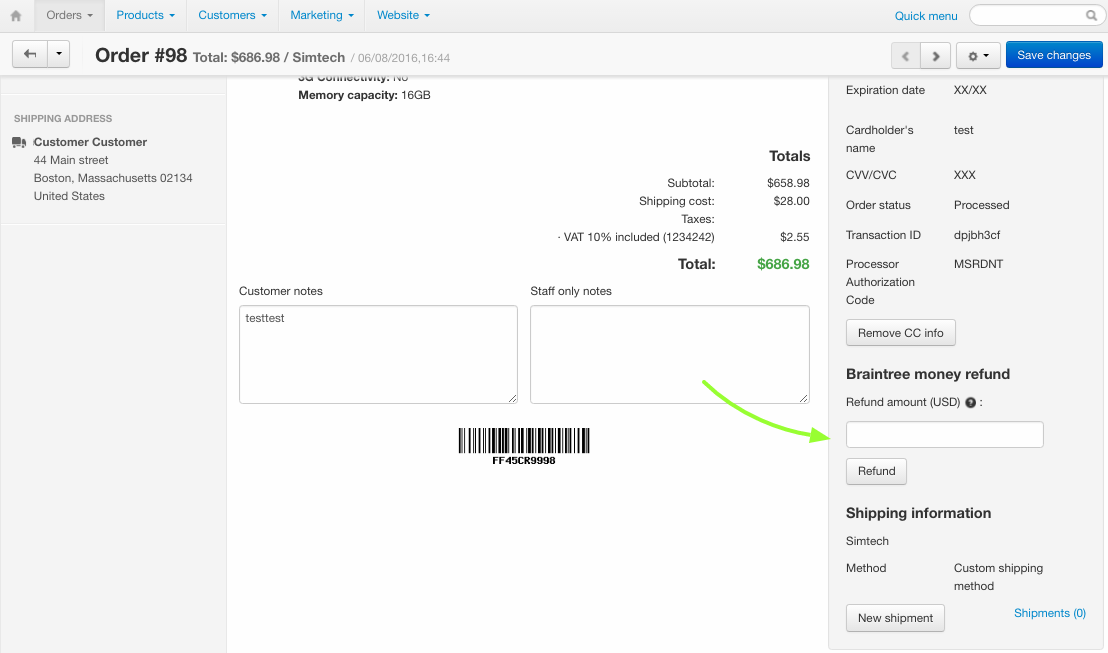 Orders
Products
Customers
Marketing
Website
Quick menu
Order #98 Total: $686.98 / Simtech / 06/08/2016,16:44
Save changes
SHIPPING ADDRESS
Customer Customer
44 Main street
Boston, Massachusetts 02134
United States
3G Connectivity: No
Memory capacity: 16GB
Totals
Subtotal: $658.98
Shipping cost: $28.00
Taxes:
· VAT 10% included (1234242) $2.55
Total: $686.98
Customer notes
testtest
Staff only notes
FF45CR9998
Expiration date XX/XX
Cardholder's test
name
CVV/CVC XXX
Order status Processed
Transaction ID dpjbh3cf
Processor MSRDNT
Authorization
Code
Remove CC info
Braintree money refund
Refund amount (USD) ? :
Refund
Shipping information
Simtech
Method Custom shipping
method
New shipment Shipments (0)